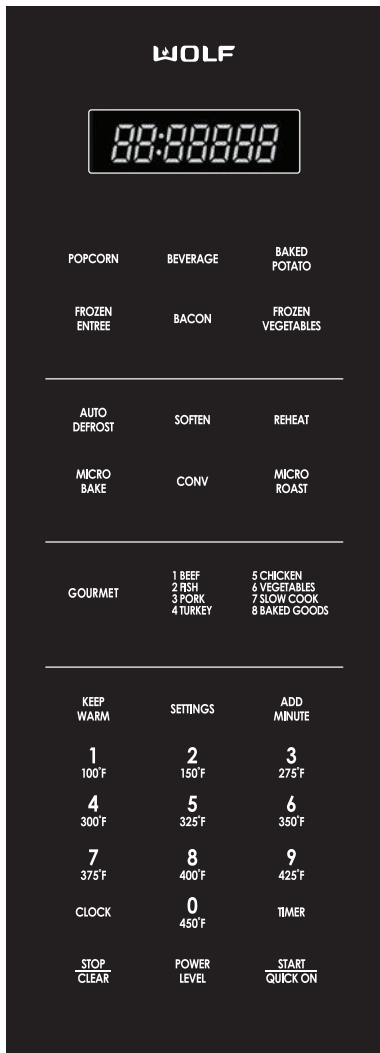 WOLF
88:88888
POPCORN
BEVERAGE
BAKED
POTATO
FROZEN
ENTREE
BACON
FROZEN
VEGETABLES
AUTO
DEFROST
SOFTEN
REHEAT
MICRO
BAKE
CONV
MICRO
ROAST
GOURMET
1 BEEF
2 FISH
3 PORK
4 TURKEY
5 CHICKEN
6 VEGETABLES
7 SLOW COOK
8 BAKED GOODS
KEEP
WARM
SETTINGS
ADD
MINUTE
1
100°F
2
150°F
3
275°F
4
300°F
5
325°F
6
350°F
7
375°F
8
400°F
9
425°F
CLOCK
0
450°F
TIMER
STOP
CLEAR
POWER
LEVEL
START
QUICK ON